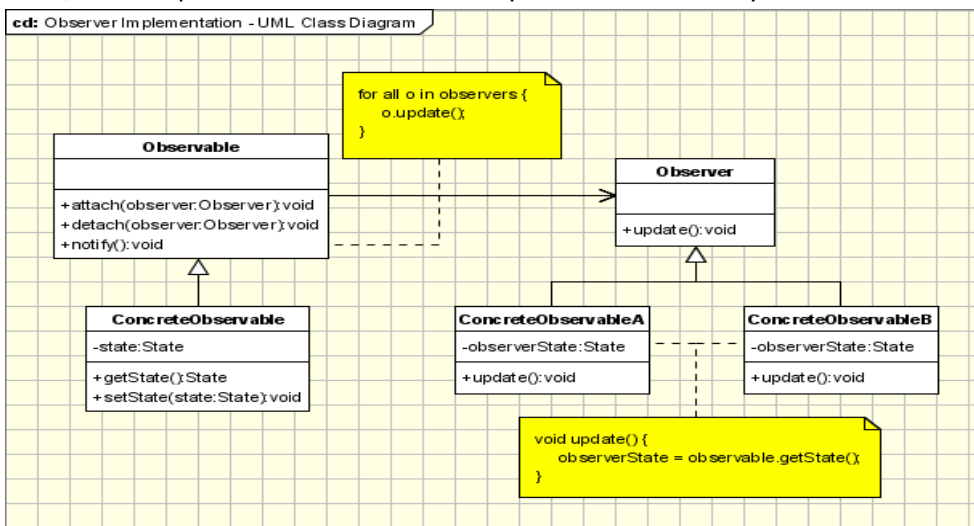 cd: Observer Implementation - UML Class Diagram
for all o in observers {
o.update();
}
Observable
+attach(observer:Observer):void
+detach(observer:Observer):void
+notify():void
Observer
+update():void
ConcreteObservable
-state:State
+getState():State
+setState(state:State):void
ConcreteObservableA
-observerState:State
+update():void
ConcreteObservableB
-observerState:State
+update():void
void update() {
observerState = observable.getState();
}